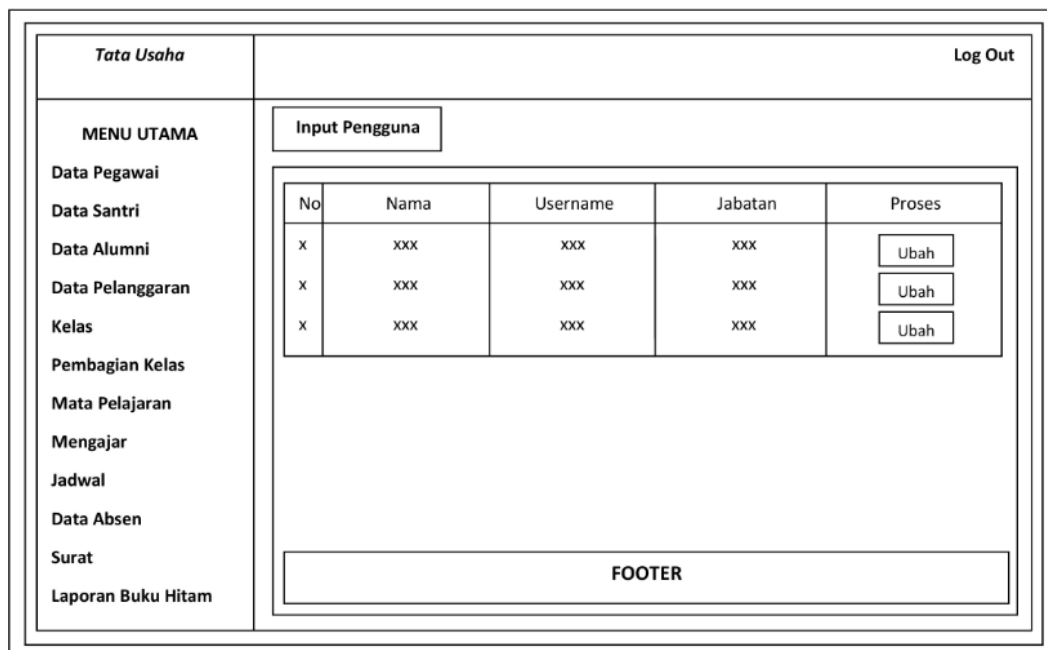 Tata Usaha
Log Out
MENU UTAMA
Data Pegawai
Data Santri
Data Alumni
Data Pelanggaran
Kelas
Pembagian Kelas
Mata Pelajaran
Mengajar
Jadwal
Data Absen
Surat
Laporan Buku Hitam
Input Pengguna
No Nama Username Jabatan Proses
x xxx xxx xxx Ubah
x xxx xxx xxx Ubah
x xxx xxx xxx Ubah
FOOTER